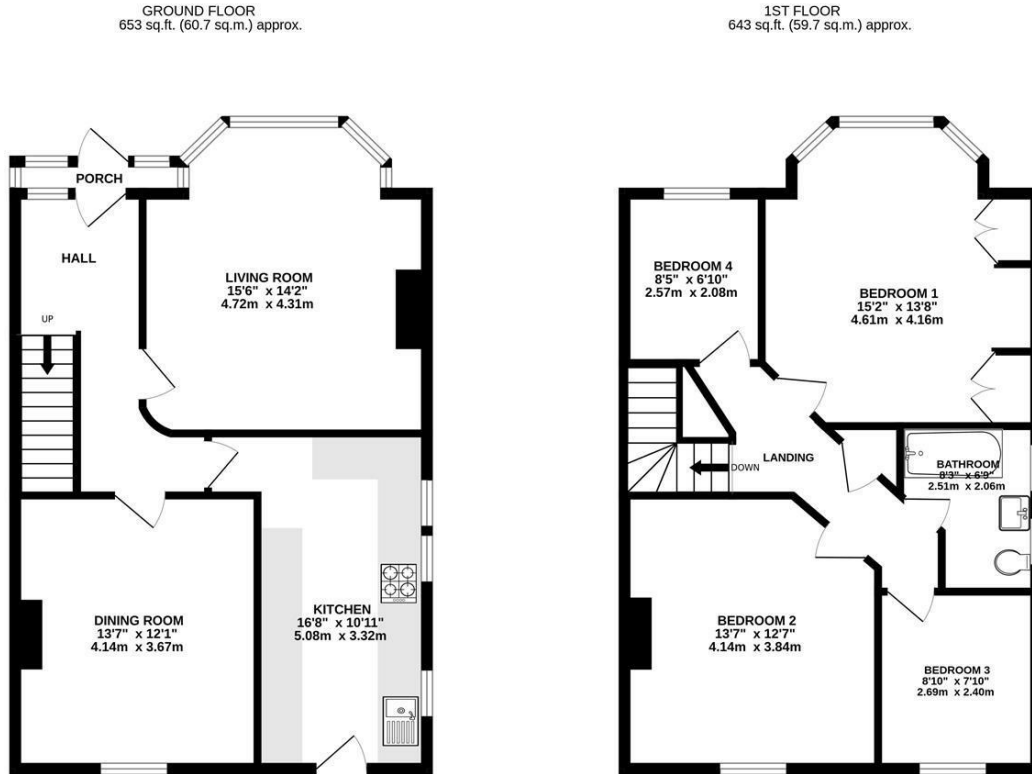 GROUND FLOOR
653 sq.ft. (60.7 sq.m.) approx.
1ST FLOOR
643 sq.ft. (59.7 sq.m.) approx.
PORCH
HALL
LIVING ROOM
15'6" x 14'2"
4.72m x 4.31m
UP
DINING ROOM
13'7" x 12'1"
4.14m x 3.67m
KITCHEN
16'8" x 10'11"
5.08m x 3.32m
BEDROOM 4
8'5" x 6'10"
2.57m x 2.08m
BEDROOM 1
15'2" x 13'8"
4.61m x 4.16m
LANDING
DOWN
BATHROOM
8'3" x 6'9"
2.51m x 2.06m
BEDROOM 2
13'7" x 12'7"
4.14m x 3.84m
BEDROOM 3
8'10" x 7'10"
2.69m x 2.40m